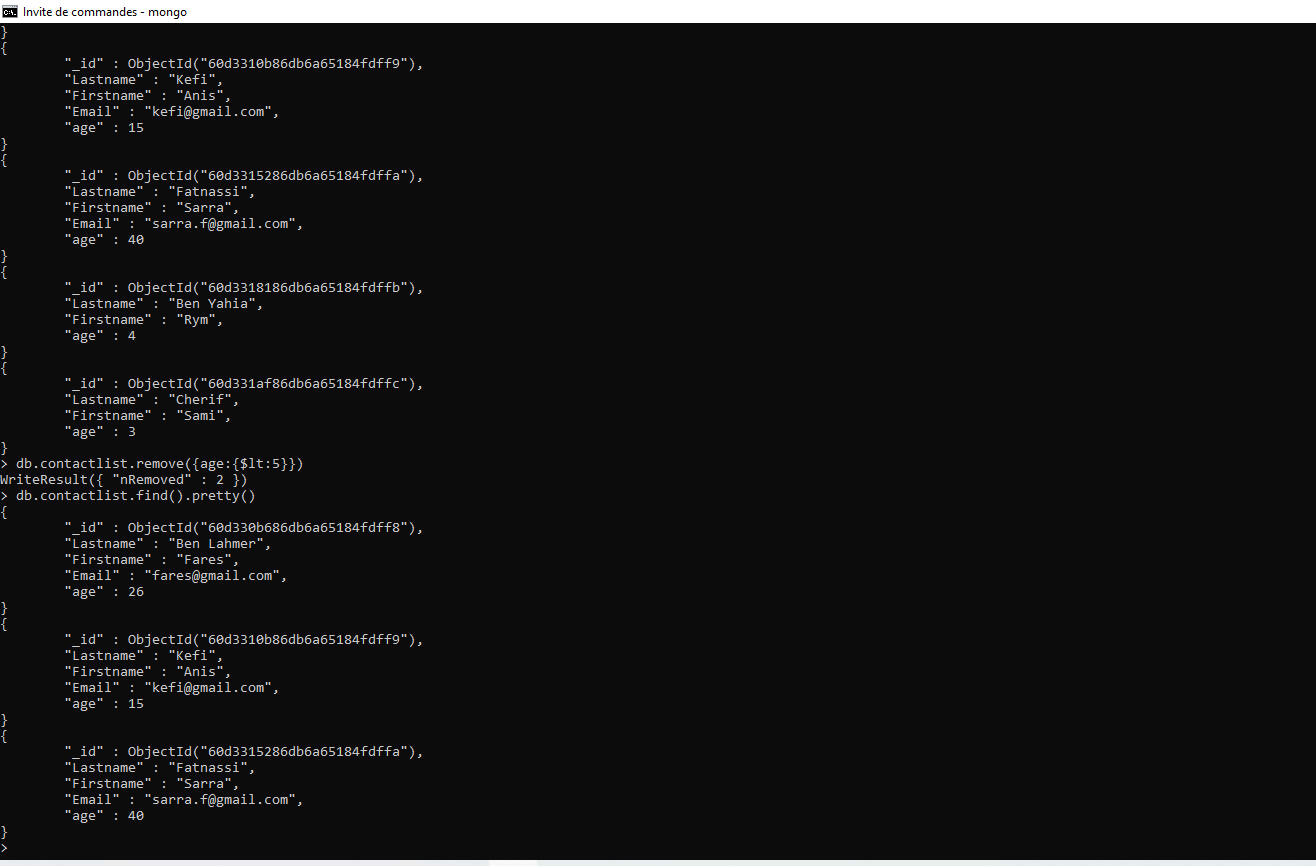 Invite de commandes - mongo
}
{
"_id" : ObjectId("60d3310b86db6a65184fdff9"),
"Lastname" : "Kefi",
"Firstname" : "Anis",
"Email" : "kefi@gmail.com",
"age" : 15
}
{
"_id" : ObjectId("60d3315286db6a65184fdffa"),
"Lastname" : "Fatnassi",
"Firstname" : "Sarra",
"Email" : "sarra.f@gmail.com",
"age" : 40
}
{
"_id" : ObjectId("60d3318186db6a65184fdffb"),
"Lastname" : "Ben Yahia",
"Firstname" : "Rym",
"age" : 4
}
{
"_id" : ObjectId("60d331af86db6a65184fdffc"),
"Lastname" : "Cherif",
"Firstname" : "Sami",
"age" : 3
}
> db.contactlist.remove({age:{$lt:5}})
WriteResult({ "nRemoved" : 2 })
> db.contactlist.find().pretty()
{
"_id" : ObjectId("60d330b686db6a65184fdff8"),
"Lastname" : "Ben Lahmer",
"Firstname" : "Fares",
"Email" : "fares@gmail.com",
"age" : 26
}
{
"_id" : ObjectId("60d3310b86db6a65184fdff9"),
"Lastname" : "Kefi",
"Firstname" : "Anis",
"Email" : "kefi@gmail.com",
"age" : 15
}
{
"_id" : ObjectId("60d3315286db6a65184fdffa"),
"Lastname" : "Fatnassi",
"Firstname" : "Sarra",
"Email" : "sarra.f@gmail.com",
"age" : 40
}
>